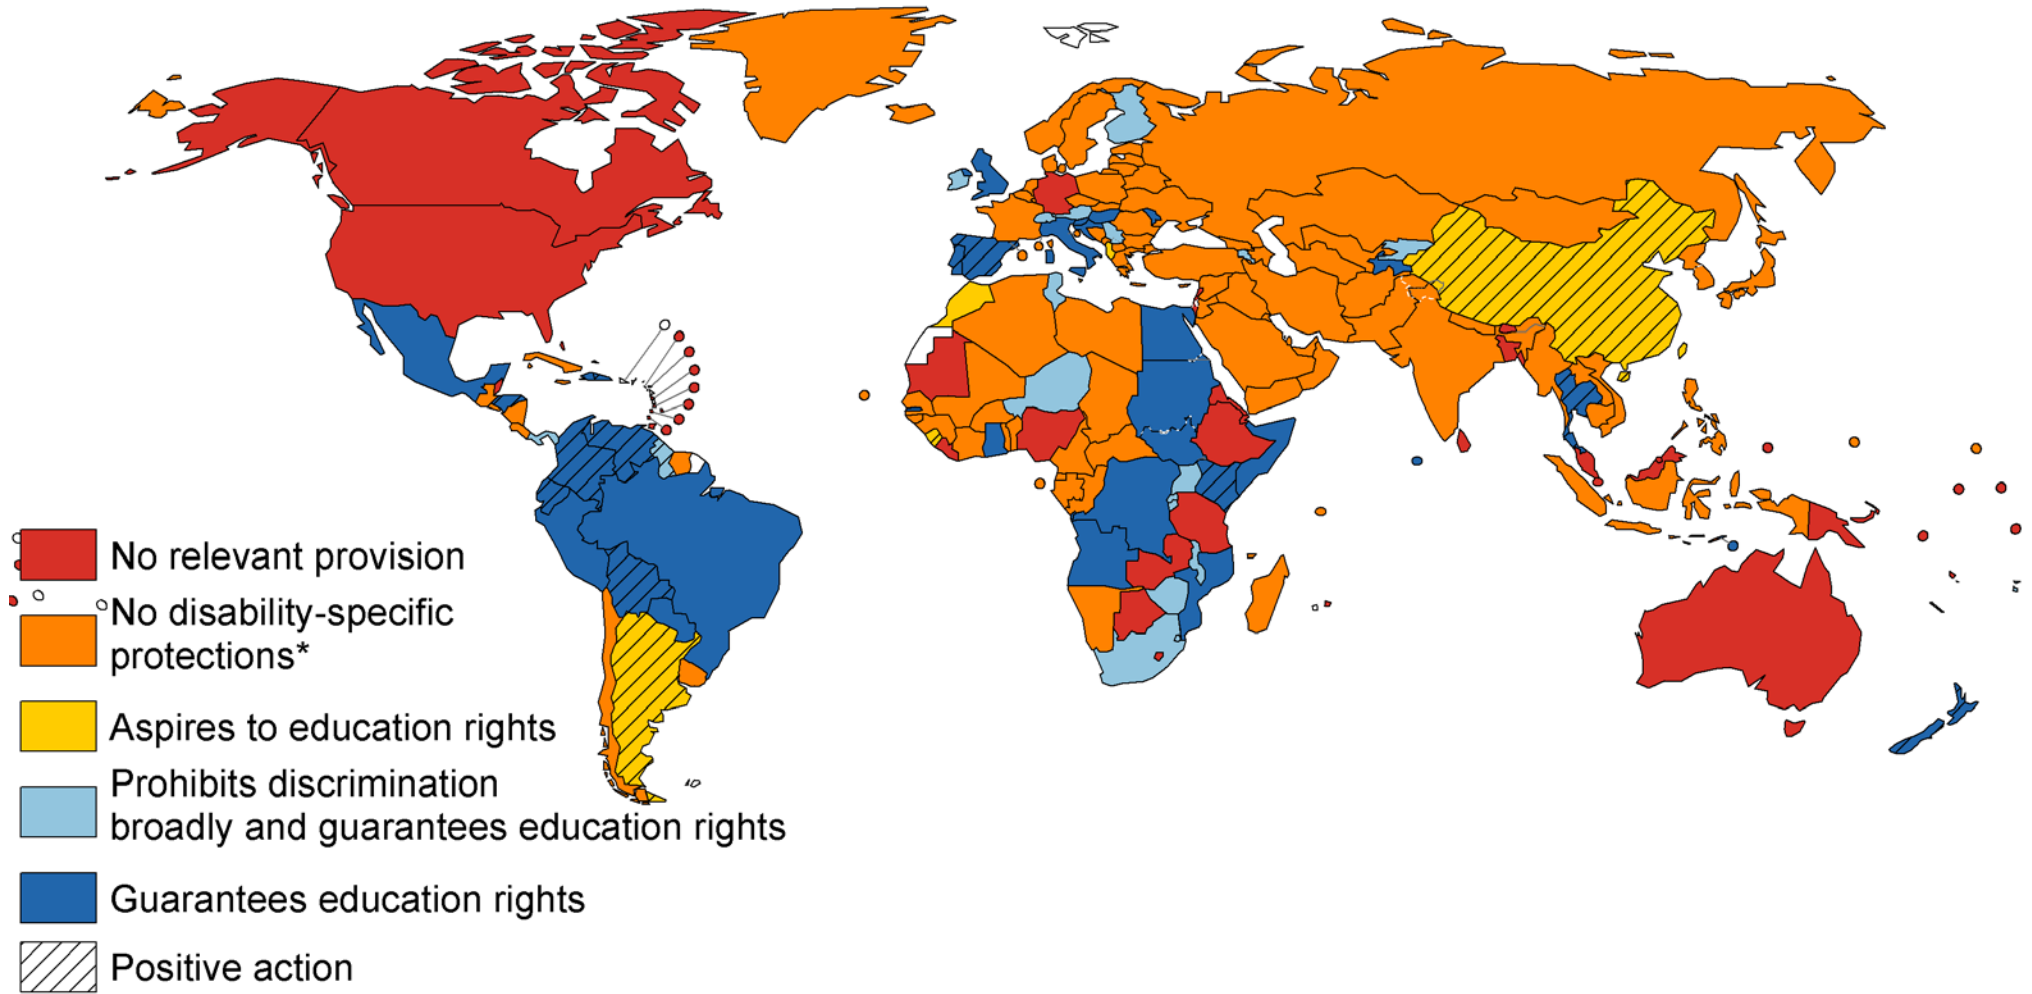 No relevant provision
No disability-specific
protections*
Aspires to education rights
Prohibits discrimination
broadly and guarantees education rights
Guarantees education rights
Positive action